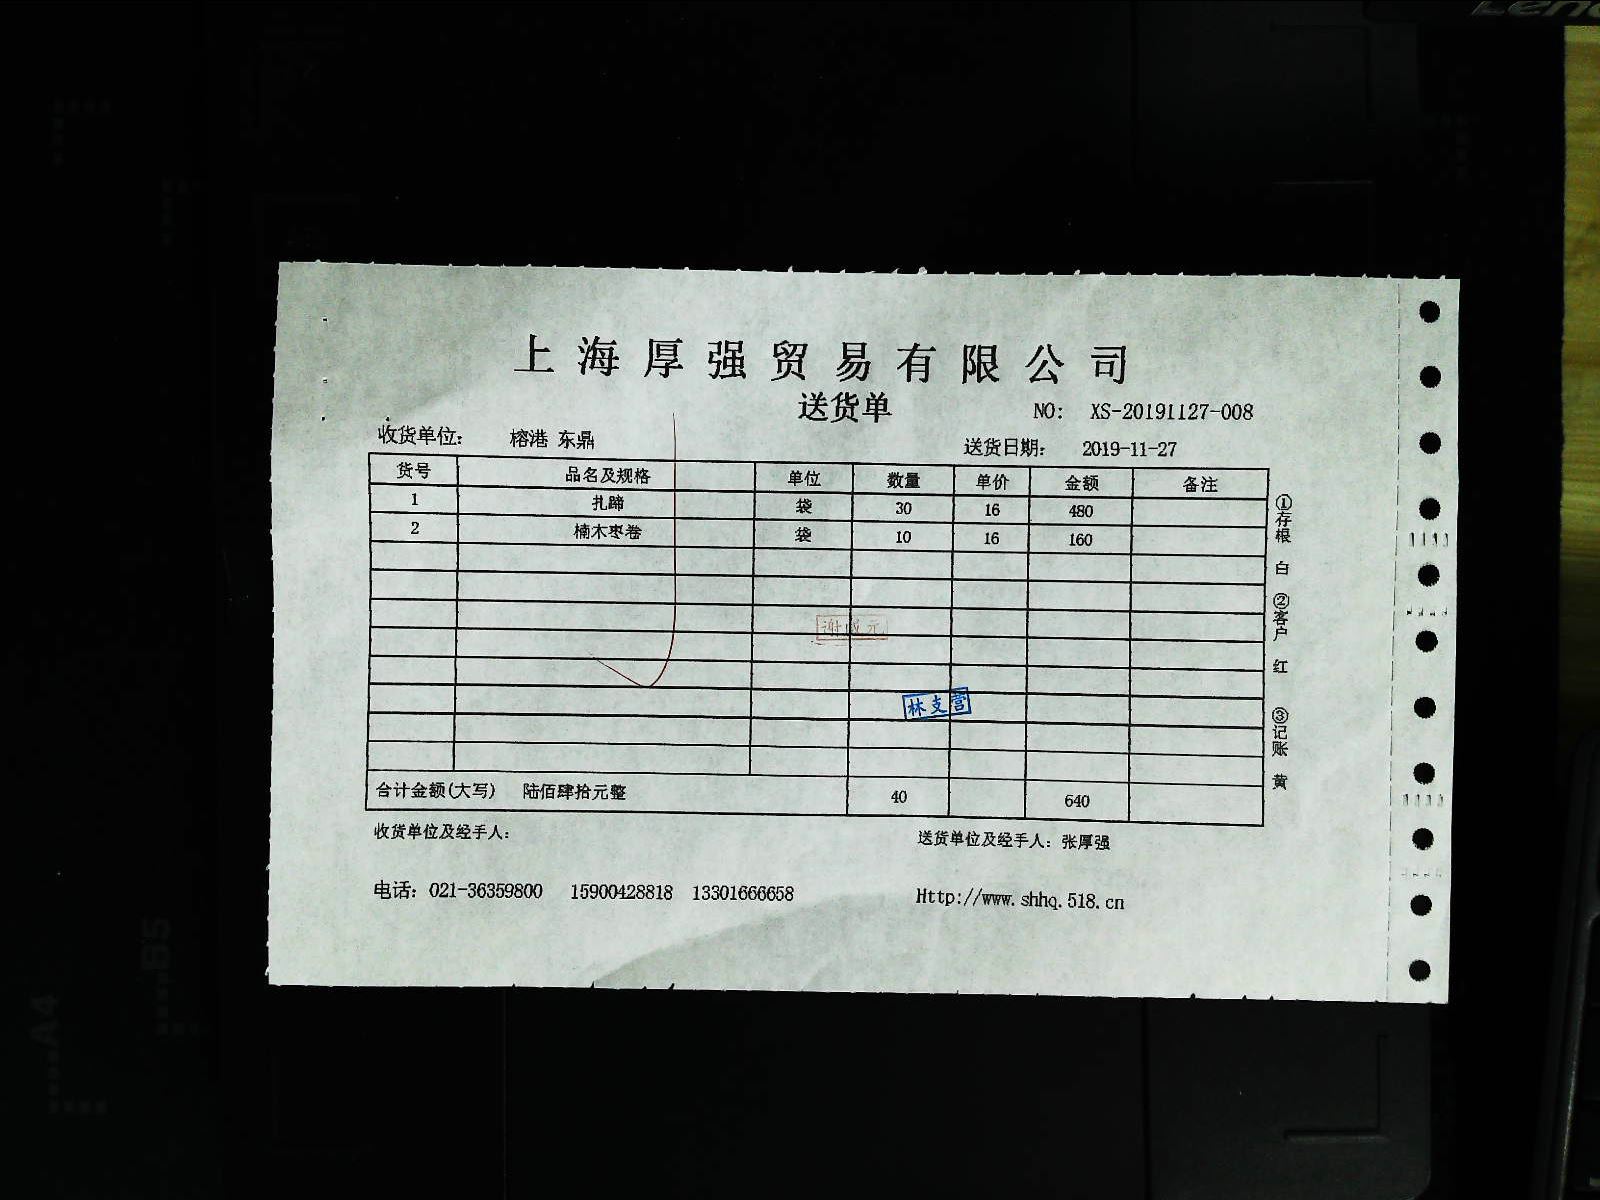 上海厚强贸易有限公司
送货单
NO: XS-20191127-008
收货单位: 榕港 东鼎 送货日期: 2019-11-27
货号 品名及规格 单位 数量 单价 金额 备注
1 扎蹄 袋 30 16 480
2 楠木枣卷 袋 10 16 160
合计金额(大写) 陆佰肆拾元整 40 640
收货单位及经手人: 送货单位及经手人: 张厚强
电话: 021-36359800 15900428818 13301666658 Http://www.shhq.518.cn
①存根 白 ②客户 红 ③记账 黄
谢成元
林支营
A4
B5